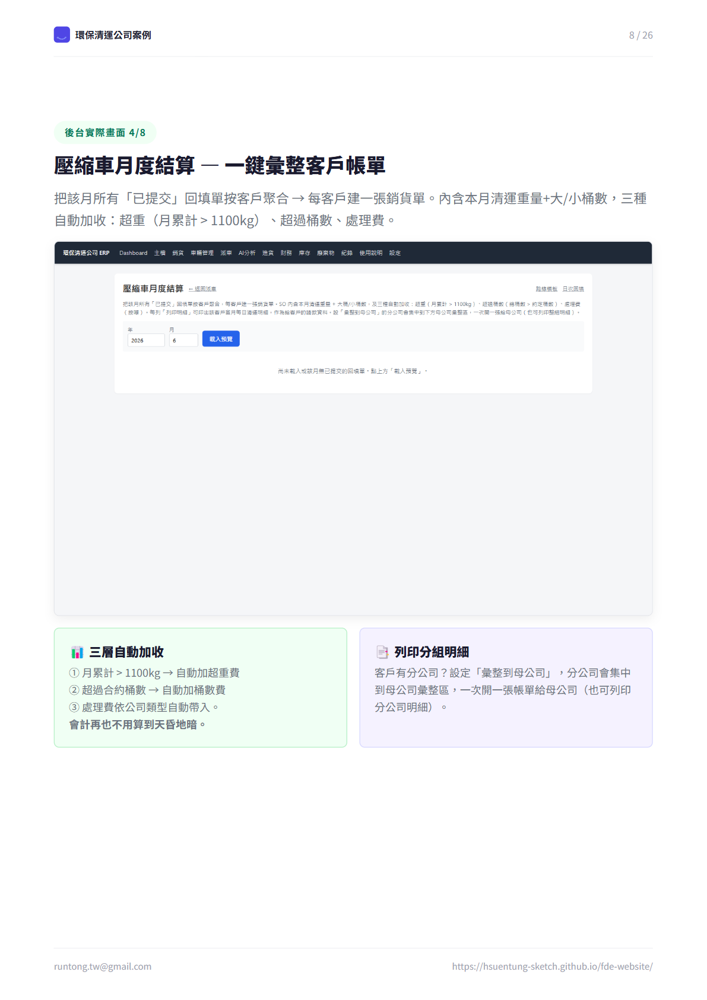 環保清運公司案例
8 / 26
後台實際畫面 4/8
壓縮車月度結算 — 一鍵彙整客戶帳單
把該月所有「已提交」回填單按客戶聚合 → 每客戶建一張銷貨單。內含本月清運重量+大/小桶數，三種
自動加收：超重（月累計 > 1100kg）、超過桶數、處理費。
環保清運公司 ERP Dashboard 主檔 銷貨 車輛管理 派車 AI分析 進貨 財務 庫存 廢棄物 紀錄 使用說明 設定
壓縮車月度結算 ← 返回派車 路線模板 日次回填
把該月所有「已提交」回填單按客戶聚合，每客戶建一張銷貨單。SO 內含本月清運重量 + 大桶/小桶數，及三種自動加收：超重（月累計 > 1100kg）、超過桶數（總桶數 > 約定桶數）、處理費
（按噸）。每列「列印明細」可印出該客戶當月每日清運明細，作為給客戶的請款資料。設「彙整到母公司」的分公司會集中到下方母公司彙整區，一次開一張給母公司（也可列印整組明細）。
年 月
2026 6 載入預覽
尚未載入或該月無已提交的回填單。點上方「載入預覽」。
📊 三層自動加收
① 月累計 > 1100kg → 自動加超重費
② 超過合約桶數 → 自動加桶數費
③ 處理費依公司類型自動帶入。
會計再也不用算到天昏地暗。
📑 列印分組明細
客戶有分公司？設定「彙整到母公司」，分公司會集中
到母公司彙整區，一次開一張帳單給母公司（也可列印
分公司明細）。
runtong.tw@gmail.com
https://hsuentung-sketch.github.io/fde-website/